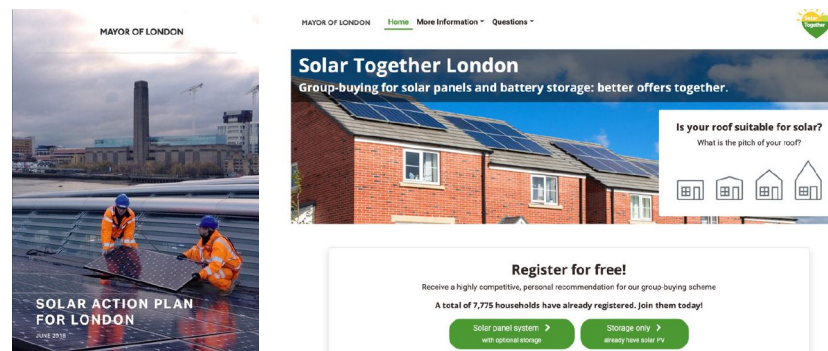 MAYOR OF LONDON
SOLAR ACTION PLAN
FOR LONDON
JUNE 2018
MAYOR OF LONDON
Home
More Information
Questions
Solar
Together
Solar Together London
Group-buying for solar panels and battery storage: better offers together.
Is your roof suitable for solar?
What is the pitch of your roof?
Register for free!
Receive a highly competitive, personal recommendation for our group-buying scheme
A total of 7,775 households have already registered. Join them today!
Solar panel system
with optional storage
Storage only
already have solar PV